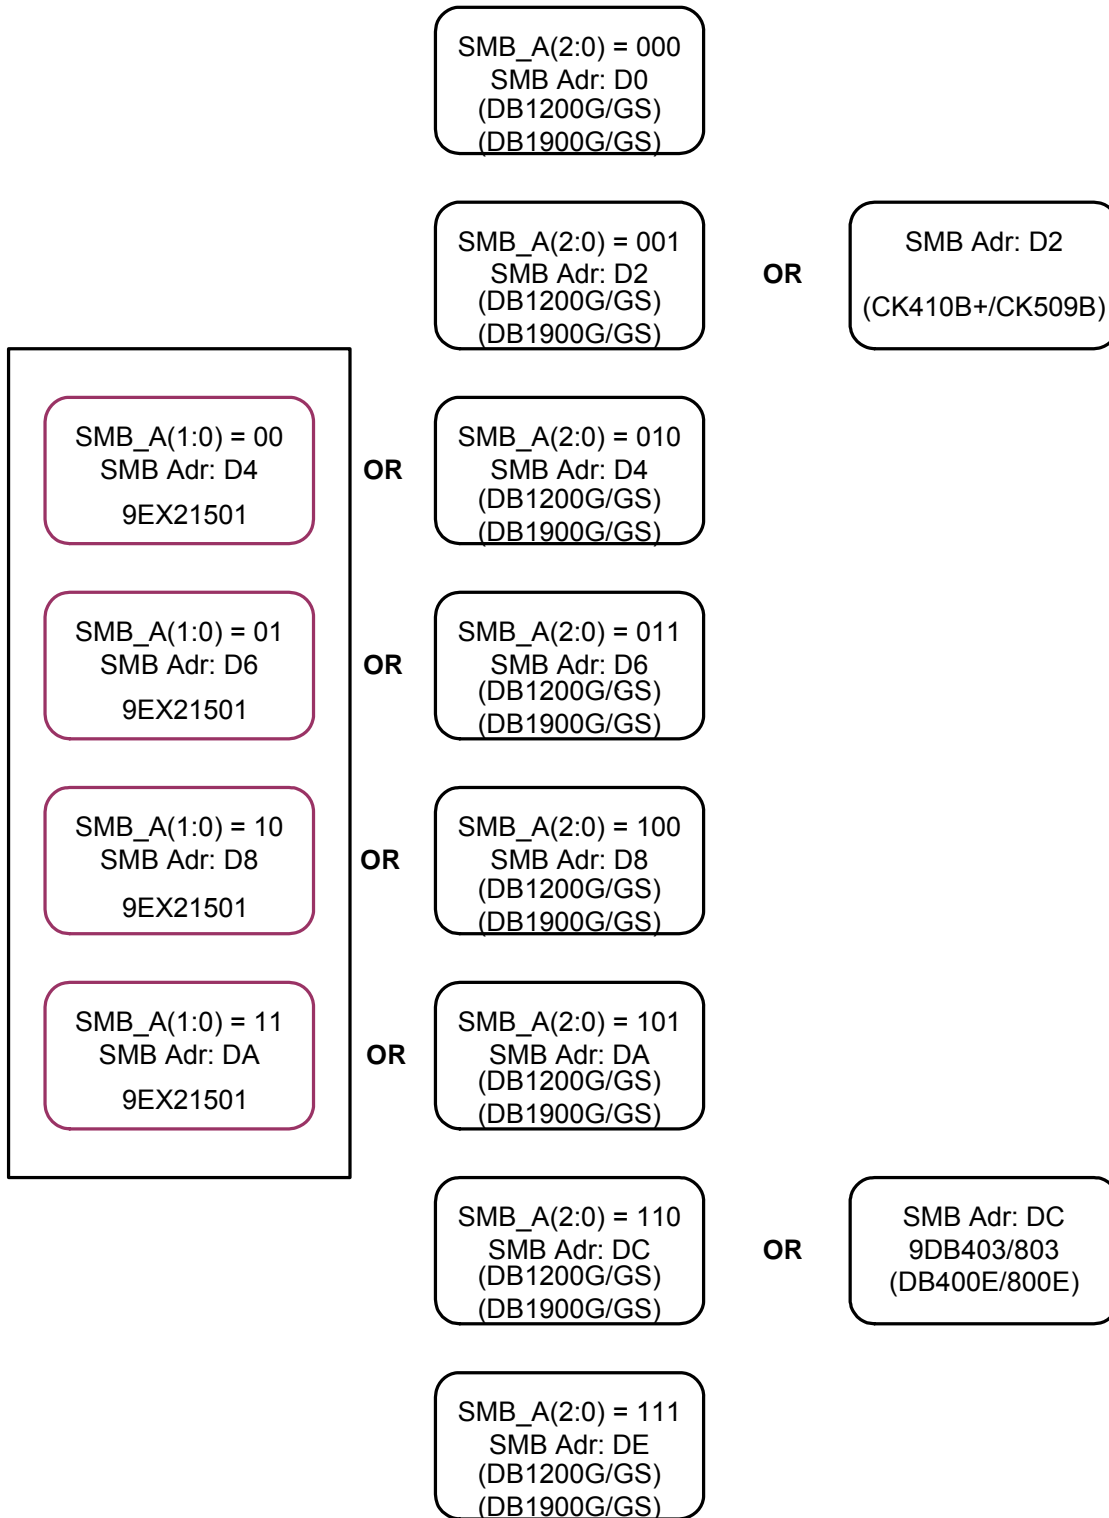 SMB_A(2:0) = 000
SMB Adr: D0
(DB1200G/GS)
(DB1900G/GS)
SMB_A(2:0) = 001
SMB Adr: D2
(DB1200G/GS)
(DB1900G/GS)
OR
SMB Adr: D2
(CK410B+/CK509B)
SMB_A(1:0) = 00
SMB Adr: D4
9EX21501
OR
SMB_A(2:0) = 010
SMB Adr: D4
(DB1200G/GS)
(DB1900G/GS)
SMB_A(1:0) = 01
SMB Adr: D6
9EX21501
OR
SMB_A(2:0) = 011
SMB Adr: D6
(DB1200G/GS)
(DB1900G/GS)
SMB_A(1:0) = 10
SMB Adr: D8
9EX21501
OR
SMB_A(2:0) = 100
SMB Adr: D8
(DB1200G/GS)
(DB1900G/GS)
SMB_A(1:0) = 11
SMB Adr: DA
9EX21501
OR
SMB_A(2:0) = 101
SMB Adr: DA
(DB1200G/GS)
(DB1900G/GS)
SMB_A(2:0) = 110
SMB Adr: DC
(DB1200G/GS)
(DB1900G/GS)
OR
SMB Adr: DC
9DB403/803
(DB400E/800E)
SMB_A(2:0) = 111
SMB Adr: DE
(DB1200G/GS)
(DB1900G/GS)